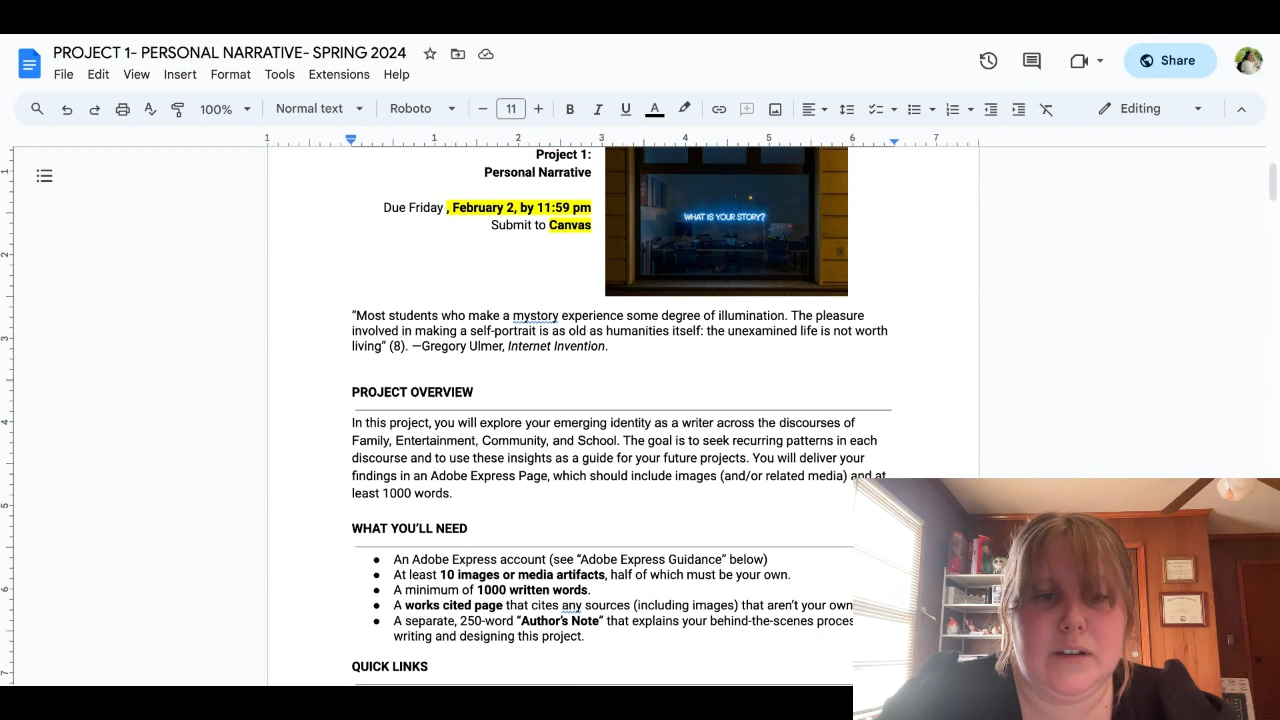 PROJECT 1- PERSONAL NARRATIVE- SPRING 2024
File Edit View Insert Format Tools Extensions Help
Share
100% Normal text Roboto 11 Editing
1 1 2 3 4 5 6 7
Project 1:
Personal Narrative
Due Friday , February 2, by 11:59 pm
Submit to Canvas
WHAT IS YOUR STORY?
“Most students who make a mystory experience some degree of illumination. The pleasure
involved in making a self-portrait is as old as humanities itself: the unexamined life is not worth
living” (8). —Gregory Ulmer, Internet Invention.
PROJECT OVERVIEW
In this project, you will explore your emerging identity as a writer across the discourses of
Family, Entertainment, Community, and School. The goal is to seek recurring patterns in each
discourse and to use these insights as a guide for your future projects. You will deliver your
findings in an Adobe Express Page, which should include images (and/or related media) and at
least 1000 words.
WHAT YOU’LL NEED
● An Adobe Express account (see “Adobe Express Guidance” below)
● At least 10 images or media artifacts, half of which must be your own.
● A minimum of 1000 written words.
● A works cited page that cites any sources (including images) that aren’t your own
● A separate, 250-word “Author’s Note” that explains your behind-the-scenes proces
writing and designing this project.
QUICK LINKS